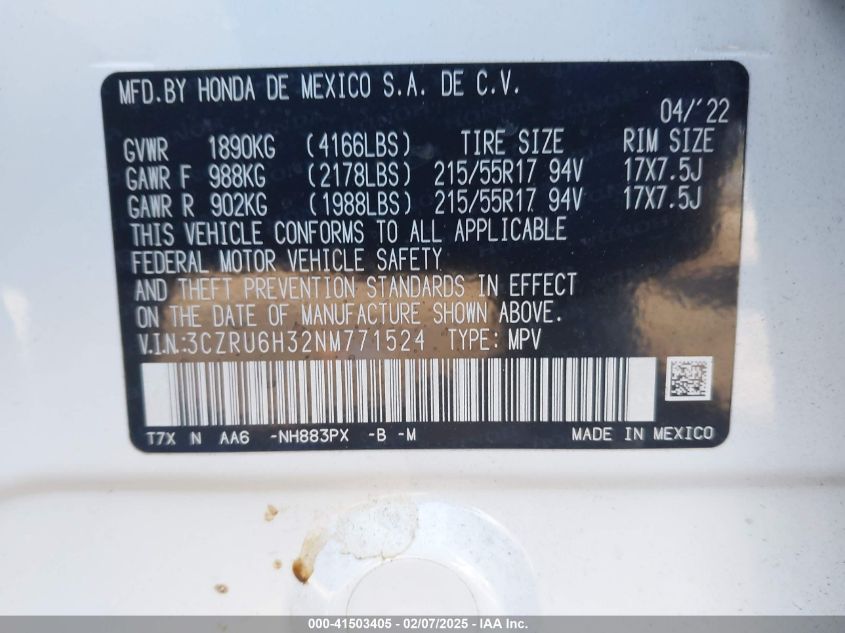 MFD.BY HONDA DE MEXICO S.A. DE C.V.
04/'22
GVWR 1890KG (4166LBS) TIRE SIZE RIM SIZE
GAWR F 988KG (2178LBS) 215/55R17 94V 17X7.5J
GAWR R 902KG (1988LBS) 215/55R17 94V 17X7.5J
THIS VEHICLE CONFORMS TO ALL APPLICABLE
FEDERAL MOTOR VEHICLE SAFETY
AND THEFT PREVENTION STANDARDS IN EFFECT
ON THE DATE OF MANUFACTURE SHOWN ABOVE.
V.I.N.:3CZRU6H32NM771524 TYPE: MPV
T7X N AA6 -NH883PX -B -M MADE IN MEXICO
000-41503405 - 02/07/2025 - IAA Inc.